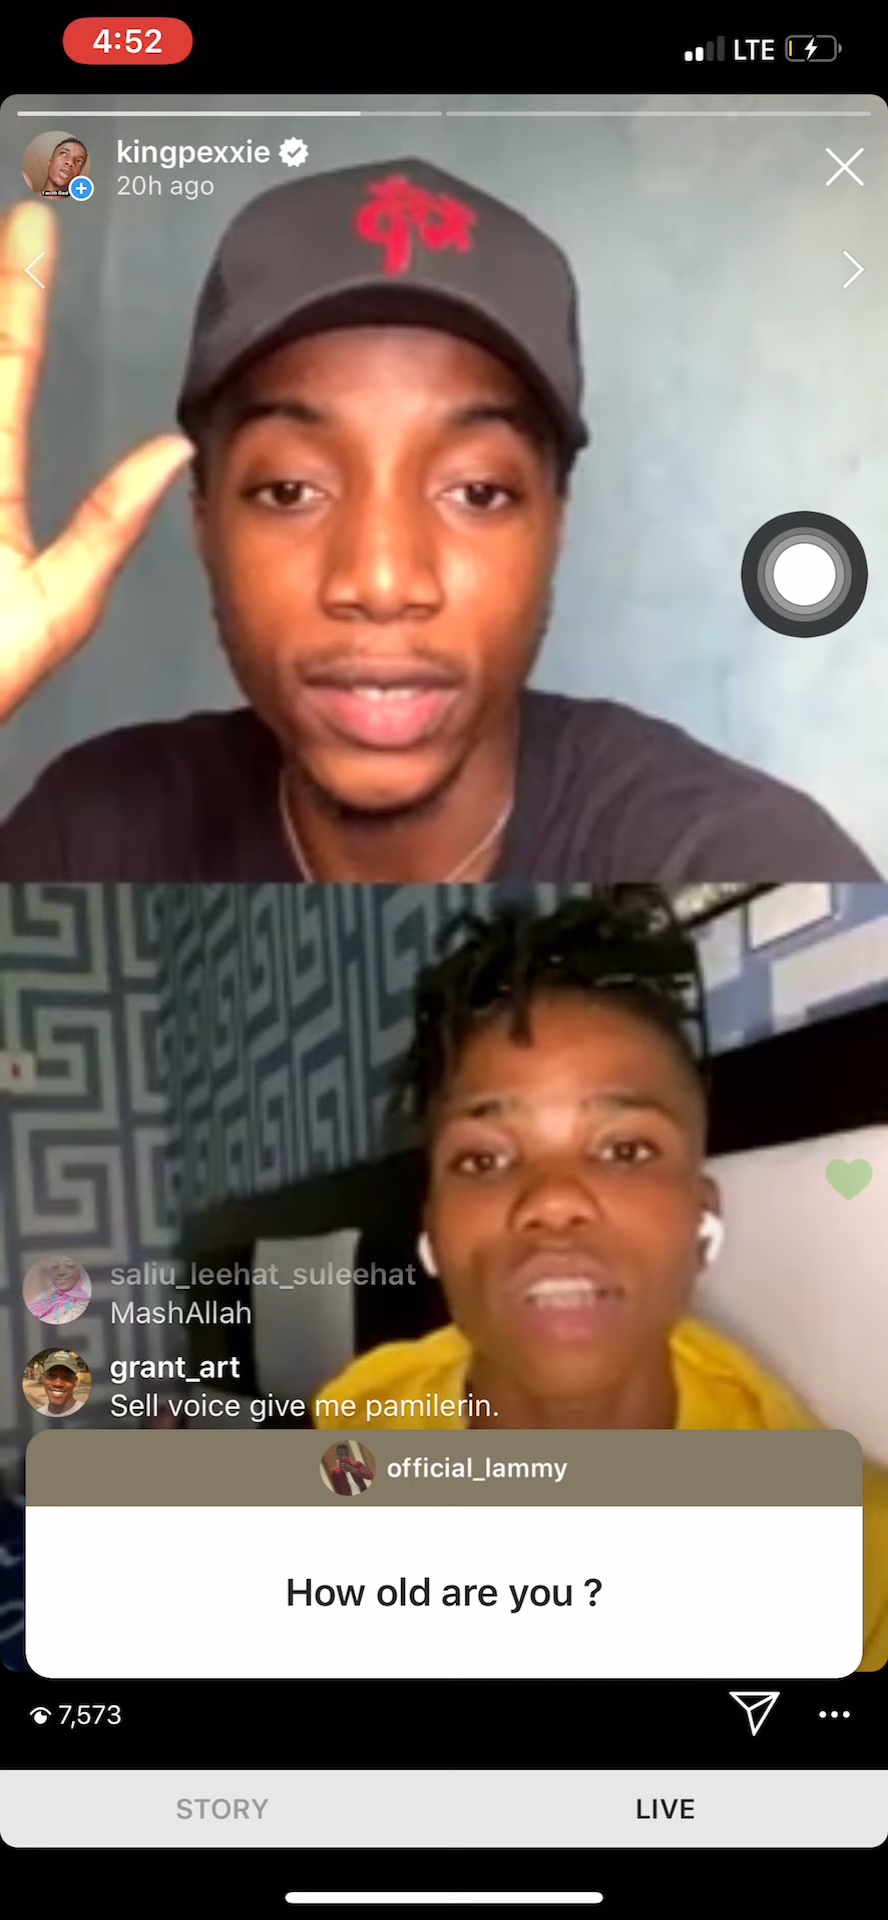 4:52
LTE
kingpexxie
20h ago
saliu_leehat_suleehat
MashAllah
grant_art
Sell voice give me pamilerin.
official_lammy
How old are you ?
7,573
STORY
LIVE